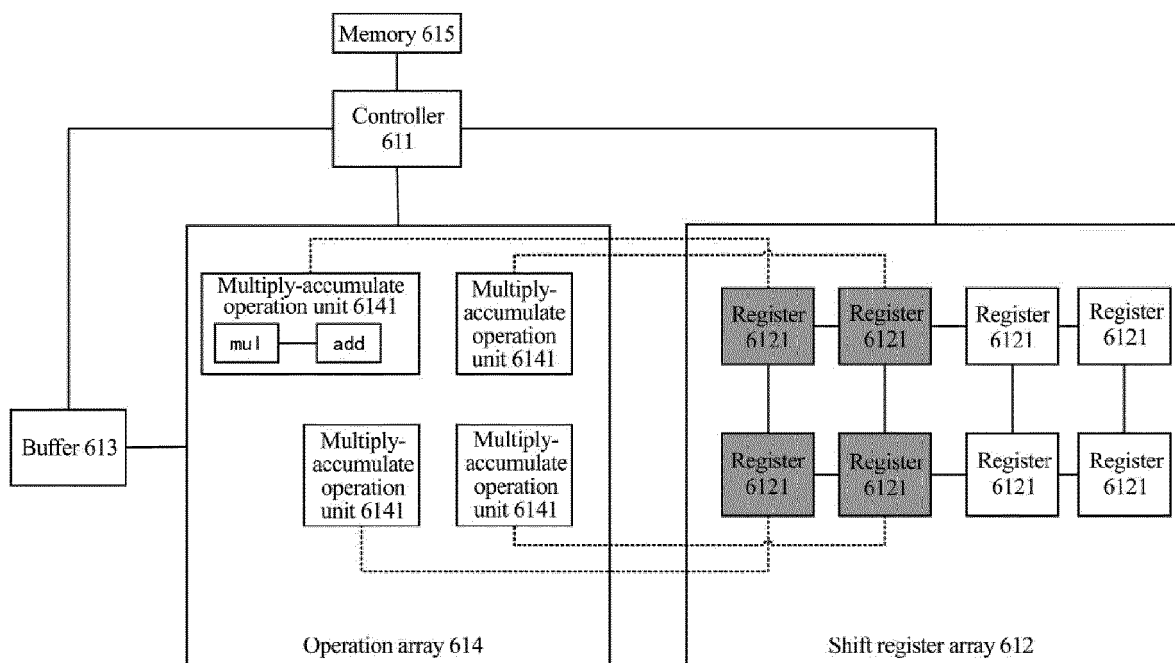 Memory 615
Controller
611
Multiply-accumulate
operation unit 6141
mul
add
Multiply-
accumulate
operation
unit 6141
Register
6121
Register
6121
Register
6121
Register
6121
Buffer 613
Multiply-
accumulate
operation
unit 6141
Multiply-
accumulate
operation
unit 6141
Register
6121
Register
6121
Register
6121
Register
6121
Operation array 614
Shift register array 612